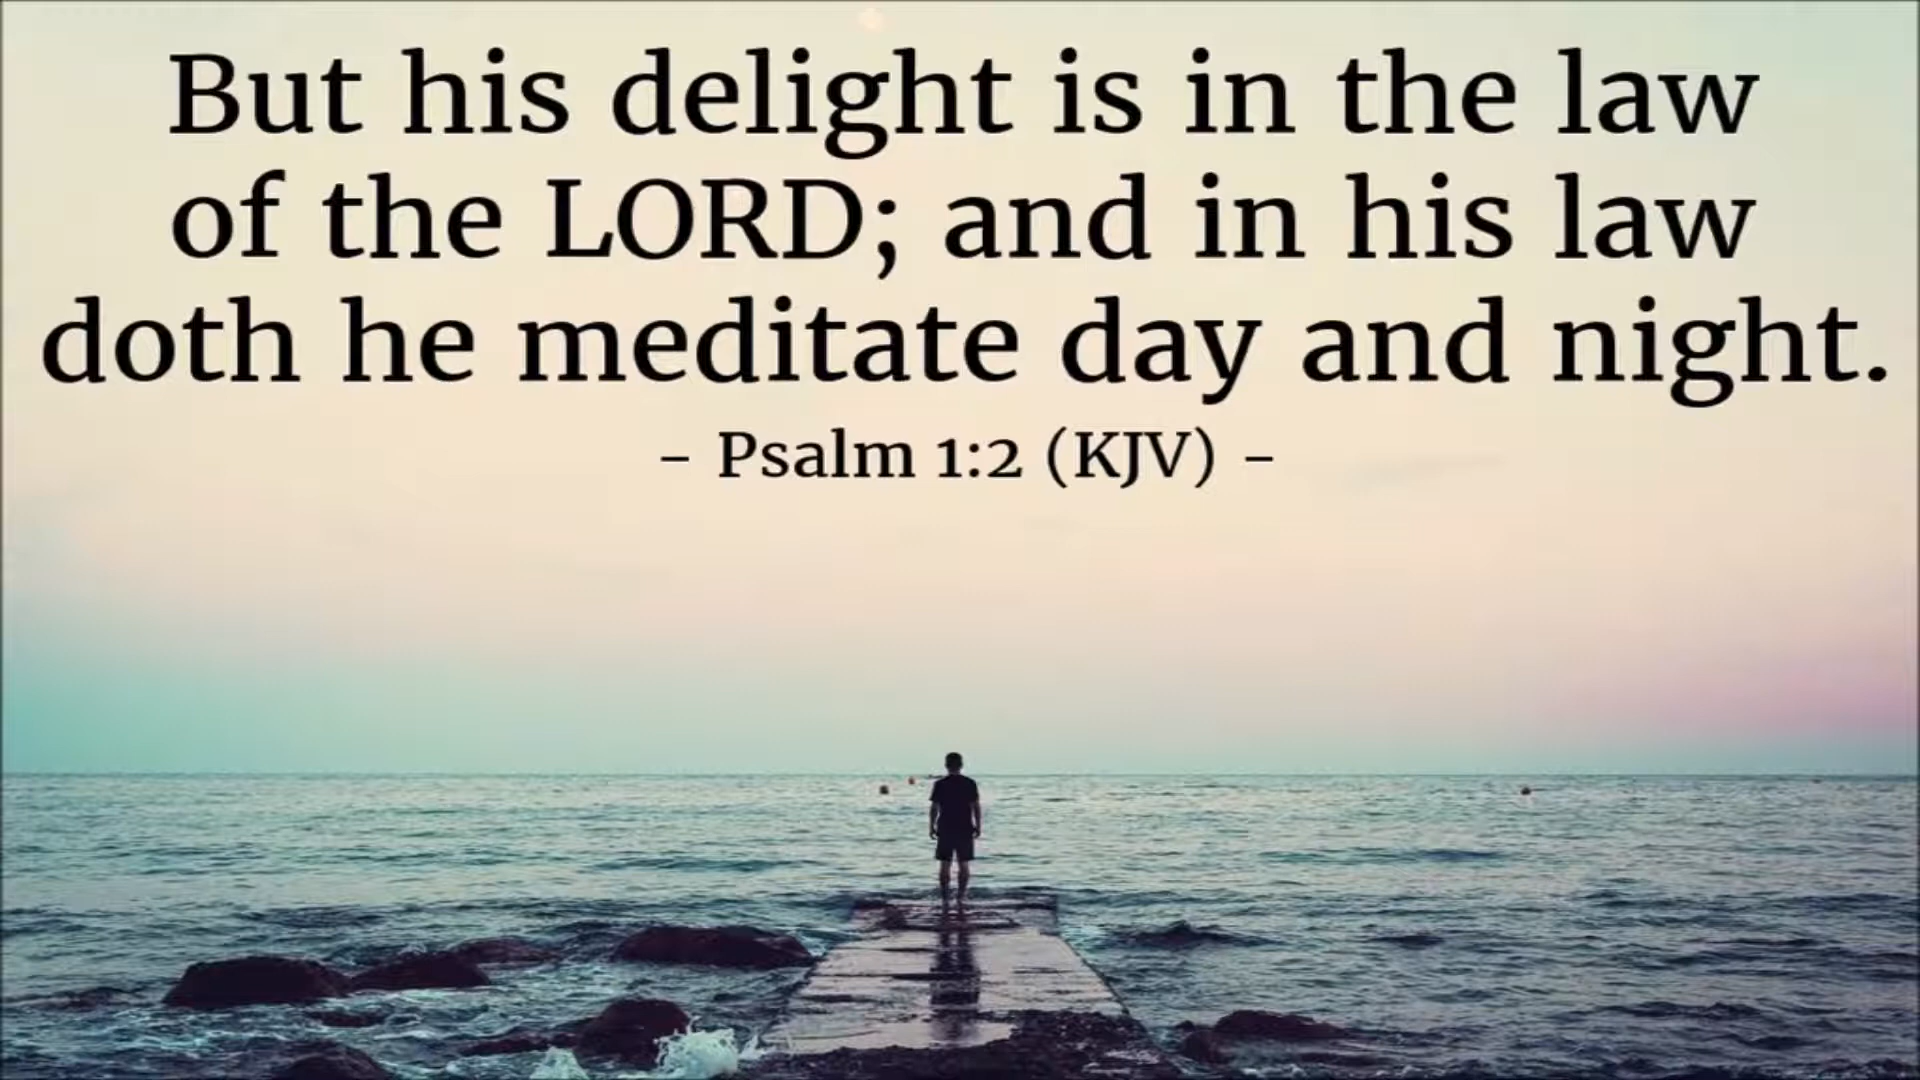 But his delight is in the law
of the LORD; and in his law
doth he meditate day and night.
- Psalm 1:2 (KJV) -